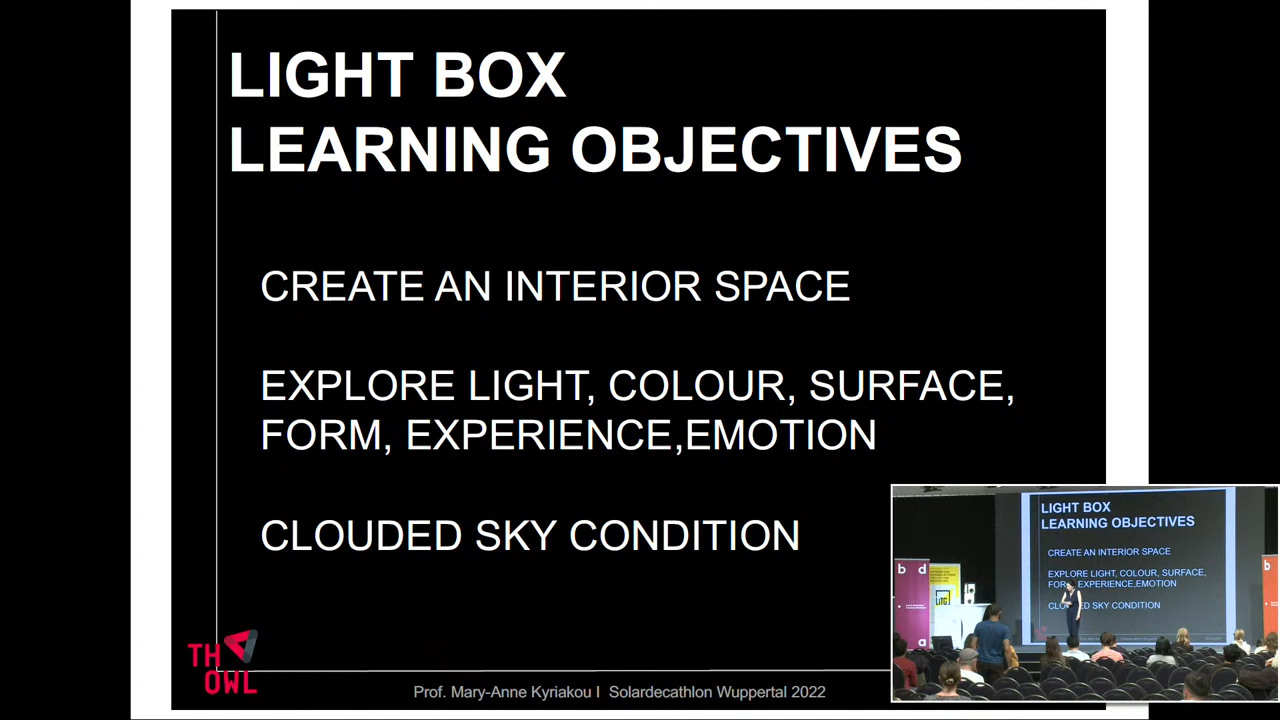 LIGHT BOX
LEARNING OBJECTIVES
CREATE AN INTERIOR SPACE
EXPLORE LIGHT, COLOUR, SURFACE,
FORM, EXPERIENCE,EMOTION
CLOUDED SKY CONDITION
TH
OWL
Prof. Mary-Anne Kyriakou I Solardecathlon Wuppertal 2022
LIGHT BOX
LEARNING OBJECTIVES
CREATE AN INTERIOR SPACE
EXPLORE LIGHT, COLOUR, SURFACE,
EXPERIENCE,EMOTION
SKY CONDITION
b d
a
LiTG
b